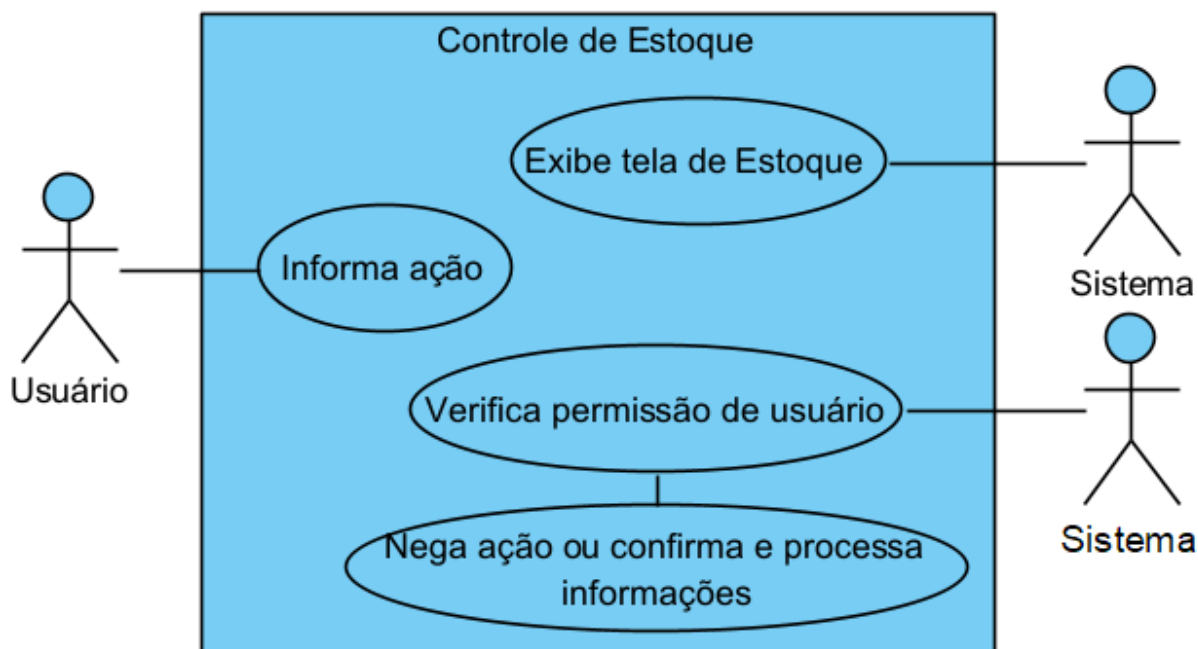 Controle de Estoque
Exibe tela de Estoque
Informa ação
Sistema
Usuário
Verifica permissão de usuário
Sistema
Nega ação ou confirma e processa
informações